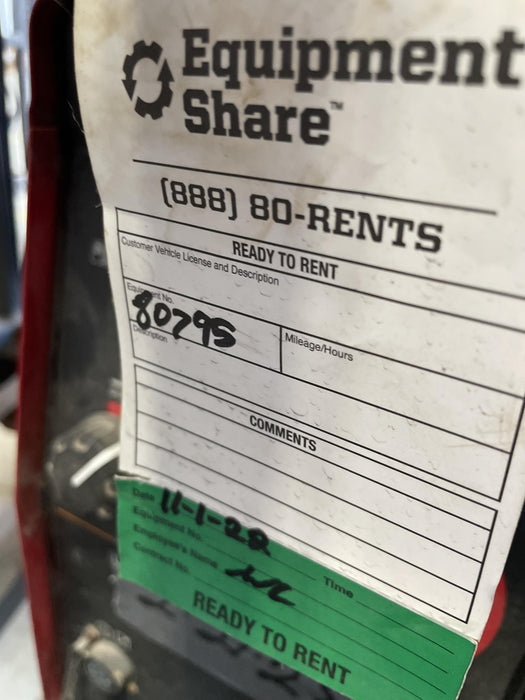 Equipment
Share™
(888) 80-RENTS
READY TO RENT
Customer Vehicle License and Description
Equipment No.
80795
Mileage/Hours
Description
COMMENTS
Date 11-1-22
Equipment No.
Time
Employee's Name
Contract No.
READY TO RENT